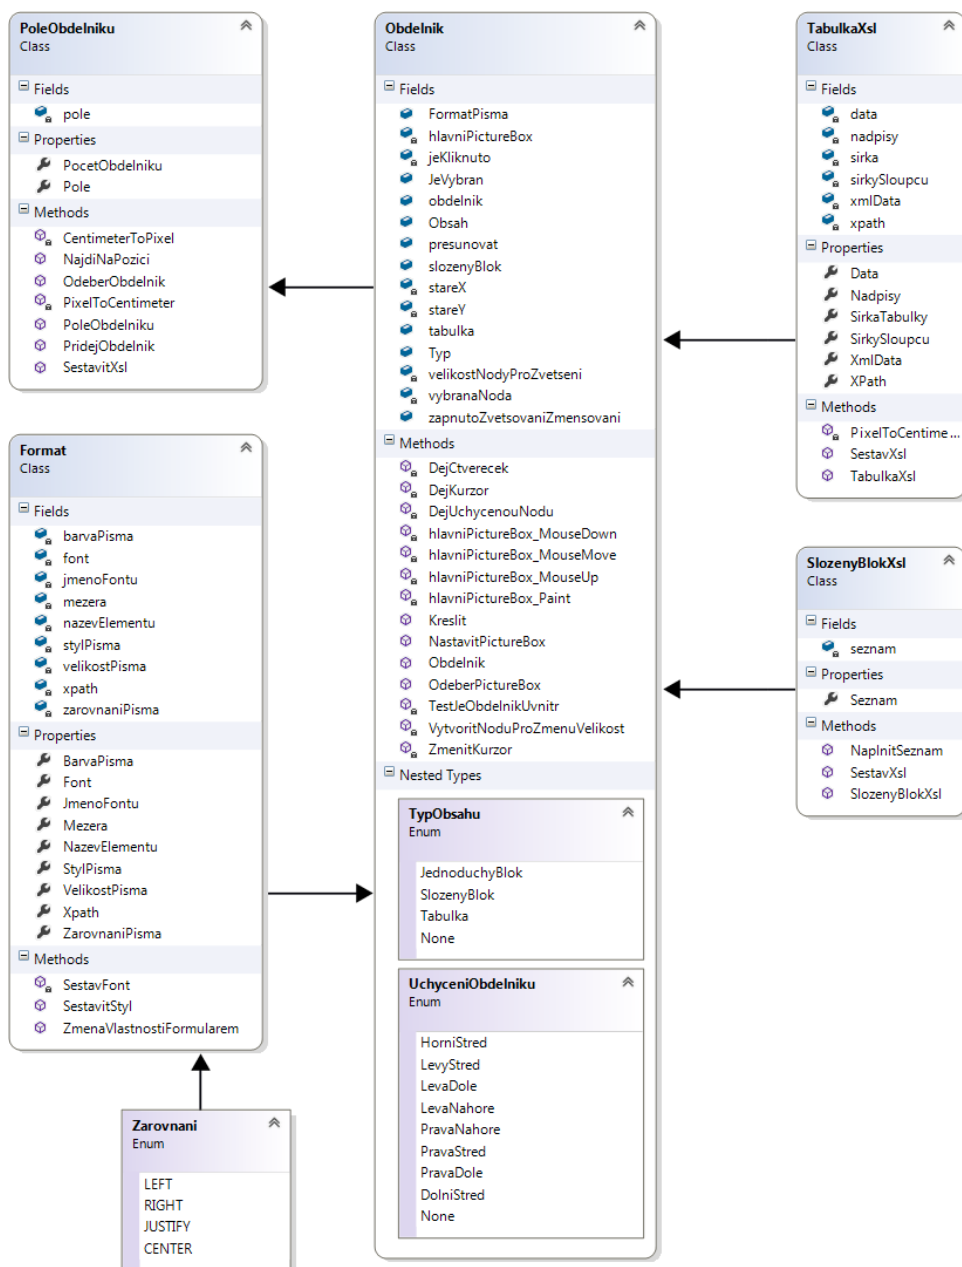 PoleObdelniku
Class
Fields
pole
Properties
PocetObdelniku
Pole
Methods
CentimeterToPixel
NajdiNaPozici
OdeberObdelnik
PixelToCentimeter
PoleObdelniku
PridejObdelnik
SestavitXsl
Format
Class
Fields
barvaPisma
font
jmenoFontu
mezera
nazevElementu
stylPisma
velikostPisma
xpath
zarovnaniPisma
Properties
BarvaPisma
Font
JmenoFontu
Mezera
NazevElementu
StylPisma
VelikostPisma
Xpath
ZarovnaniPisma
Methods
SestavFont
SestavitStyl
ZmenaVlastnostiFormularem
Zarovnani
Enum
LEFT
RIGHT
JUSTIFY
CENTER
Obdelnik
Class
Fields
FormatPisma
hlavniPictureBox
jeKliknuto
JeVybran
obdelnik
Obsah
presunovat
slozenyBlok
stareX
stareY
tabulka
Typ
velikostNodyProZvetseni
vybranaNoda
zapnutoZvetsovaniZmensovani
Methods
DejCtverecek
DejKurzor
DejUchycenouNodu
hlavniPictureBox_MouseDown
hlavniPictureBox_MouseMove
hlavniPictureBox_MouseUp
hlavniPictureBox_Paint
Kreslit
NastavitPictureBox
Obdelnik
OdeberPictureBox
TestJeObdelnikUvnitr
VytvoritNoduProZmenuVelikost
ZmenitKurzor
Nested Types
TypObsahu
Enum
JednoduchyBlok
SlozenyBlok
Tabulka
None
UchyceniObdelniku
Enum
HorniStred
LevyStred
LevaDole
LevaNahore
PravaNahore
PravaStred
PravaDole
DolniStred
None
TabulkaXsl
Class
Fields
data
nadpisy
sirka
sirkySloupcu
xmlData
xpath
Properties
Data
Nadpisy
SirkaTabulky
SirkySloupcu
XmlData
XPath
Methods
PixelToCentime...
SestavXsl
TabulkaXsl
SlozenyBlokXsl
Class
Fields
seznam
Properties
Seznam
Methods
NaplnitSeznam
SestavXsl
SlozenyBlokXsl